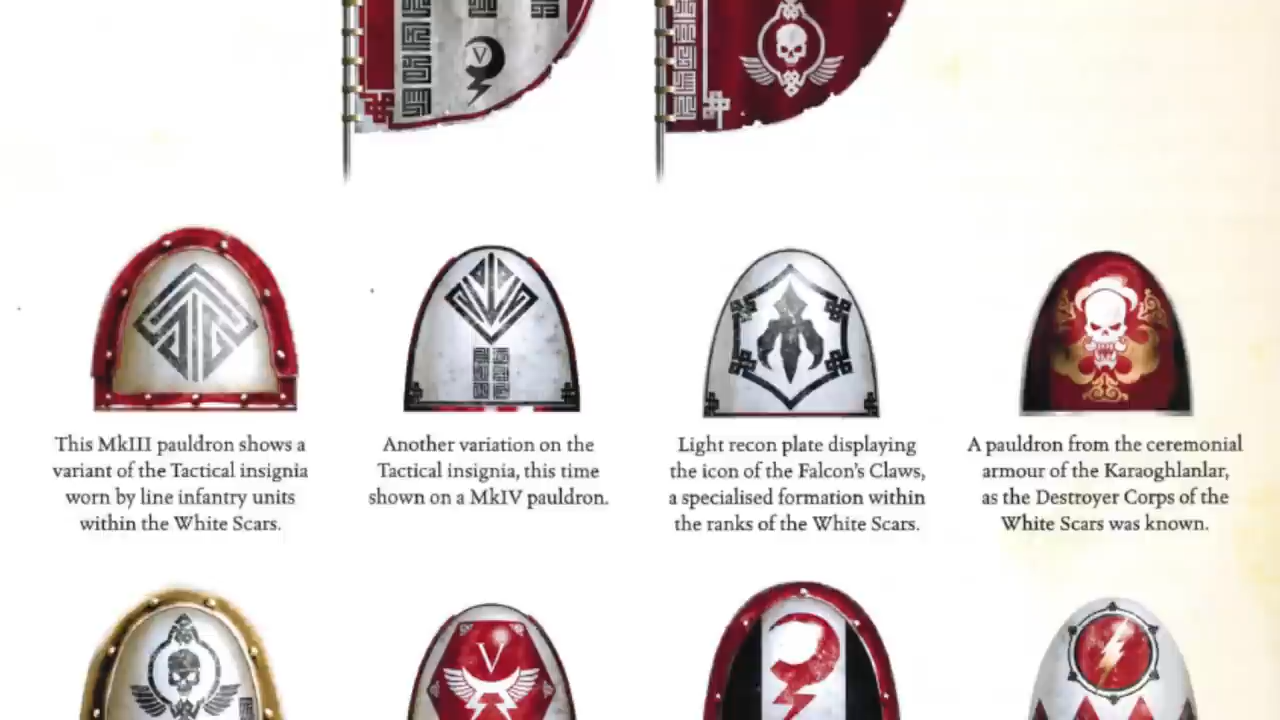 V
This MkIII pauldron shows a
variant of the Tactical insignia
worn by line infantry units
within the White Scars.
Another variation on the
Tactical insignia, this time
shown on a MkIV pauldron.
Light recon plate displaying
the icon of the Falcon's Claws,
a specialised formation within
the ranks of the White Scars.
A pauldron from the ceremonial
armour of the Karaoghlanlar,
as the Destroyer Corps of the
White Scars was known.
V